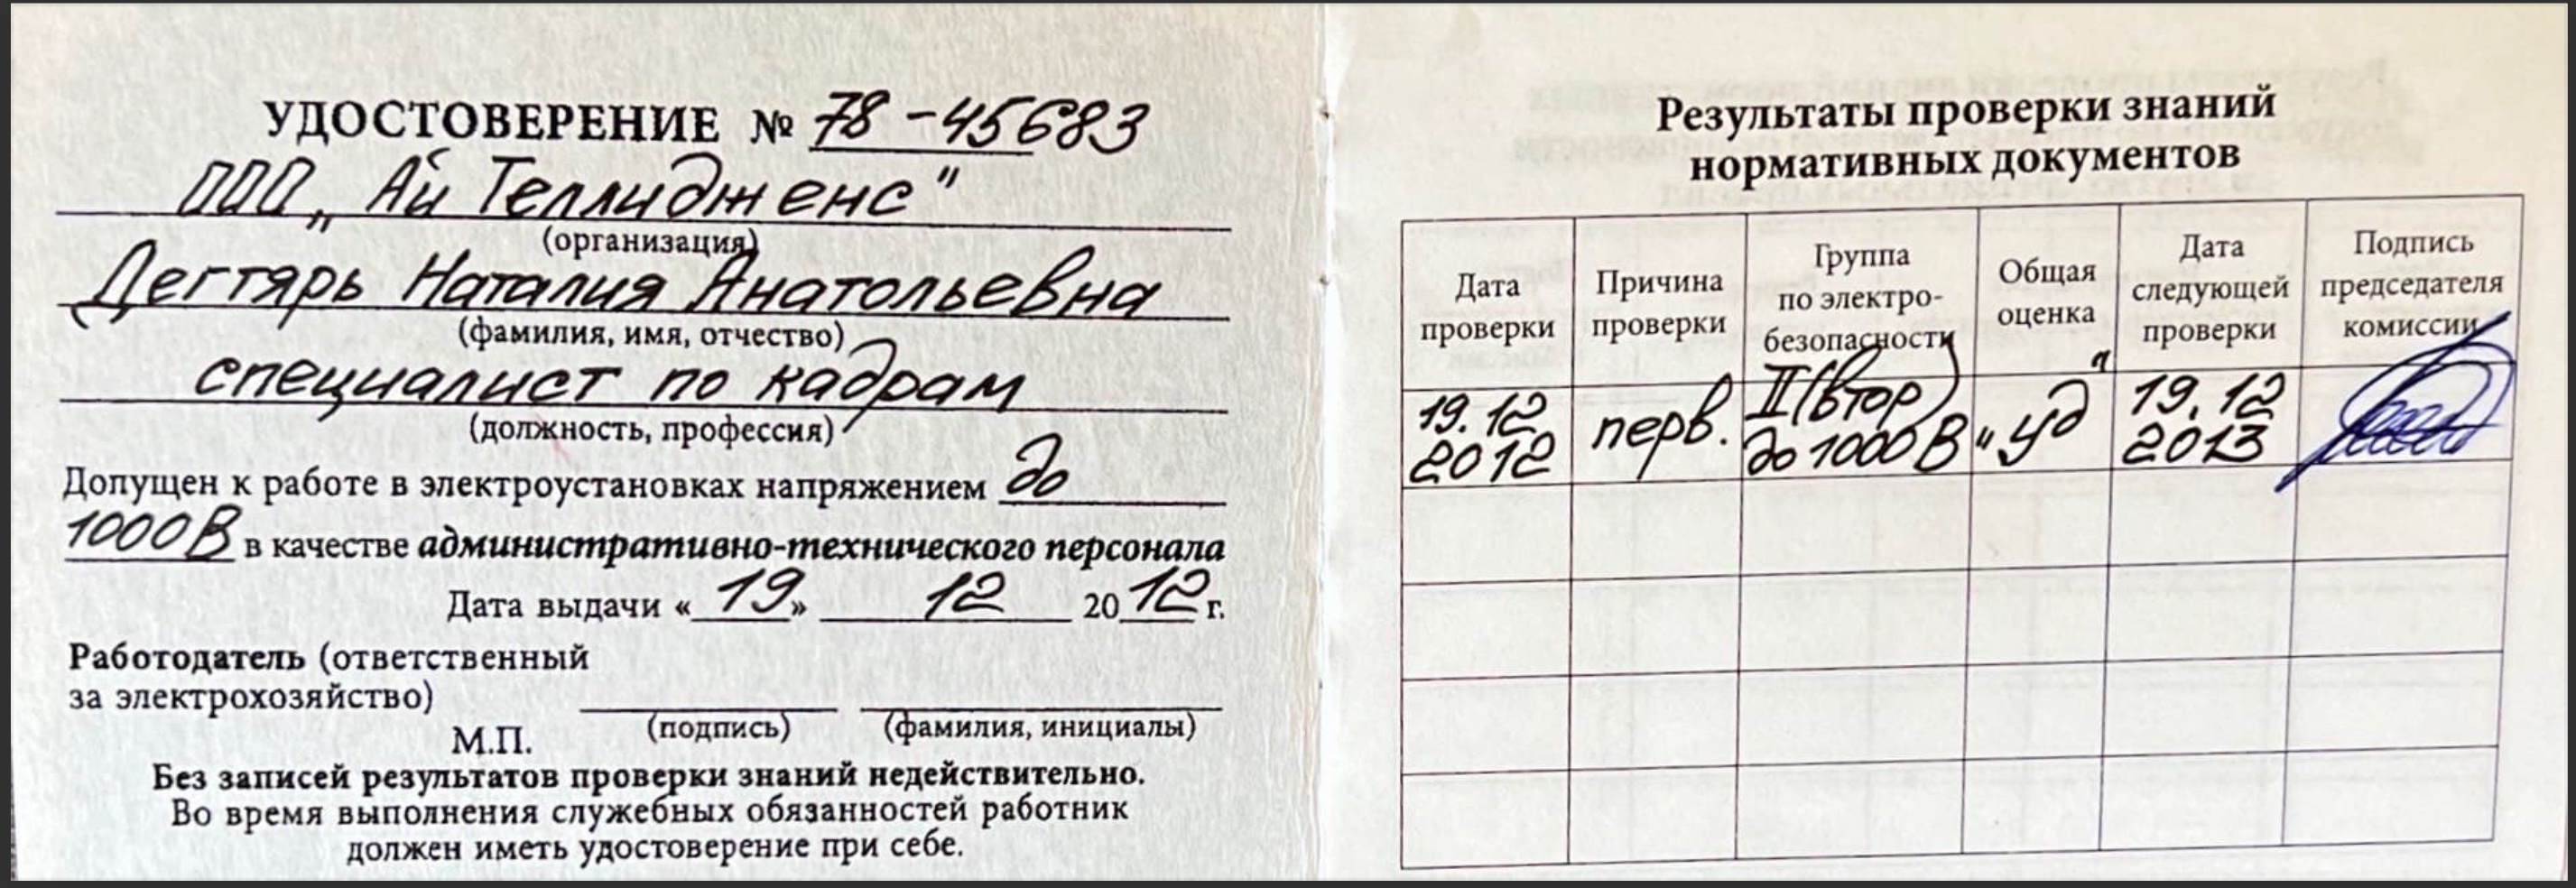 УДОСТОВЕРЕНИЕ № 78-45683
ООО „Ай Теллидженс"
(организация)
Дегтярь Наталия Анатольевна
(фамилия, имя, отчество)
специалист по кадрам
(должность, профессия)
Допущен к работе в электроустановках напряжением до
1000 В в качестве административно-технического персонала
Дата выдачи «19» 12 2012 г.
Работодатель (ответственный
за электрохозяйство)
(подпись) (фамилия, инициалы)
М.П.
Без записей результатов проверки знаний недействительно.
Во время выполнения служебных обязанностей работник
должен иметь удостоверение при себе.
Результаты проверки знаний
нормативных документов
Дата проверки
Причина проверки
Группа по электро-безопасности
Общая оценка
Дата следующей проверки
Подпись председателя комиссии
19.12 2012
перв.
II (втор) до 1000 В
„уд"
19.12 2013